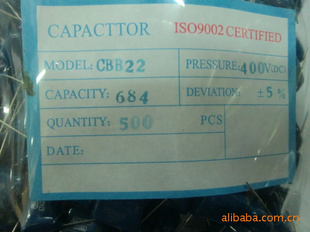 CAPACTTOR ISO9002 CERTIFIED
MODEL: CBB22 PRESSURE: 400V(DC)
CAPACITY: 684 DEVIATION: ±5%
QUANTITY: 500 PCS
DATE:
alibaba.com.cn